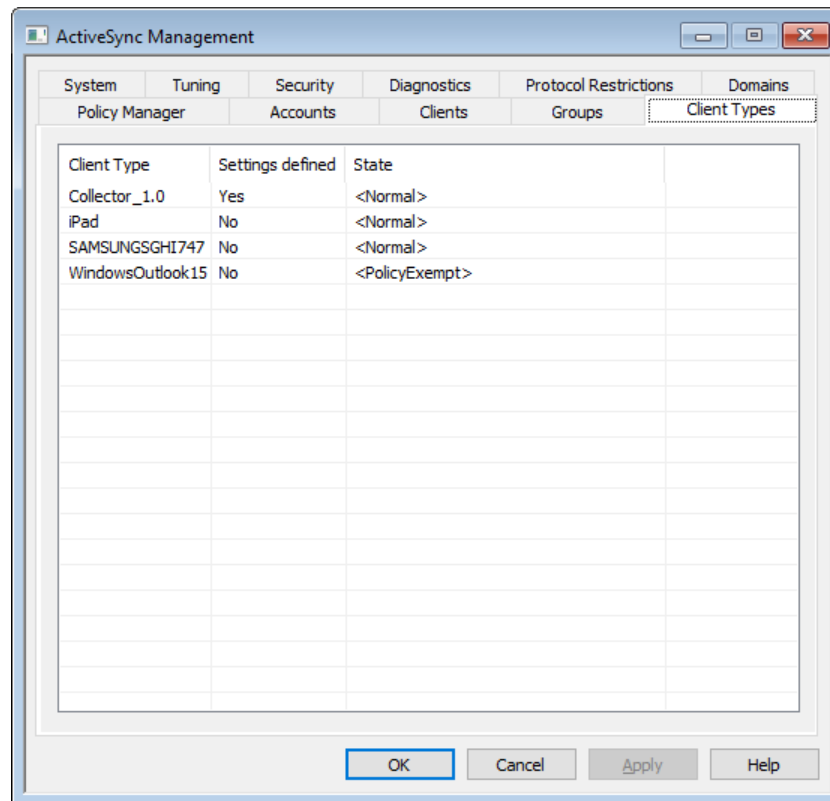 ActiveSync Management
System Tuning Security Diagnostics Protocol Restrictions Domains
Policy Manager Accounts Clients Groups Client Types
Client Type Settings defined State
Collector_1.0 Yes <Normal>
iPad No <Normal>
SAMSUNGSGHI747 No <Normal>
WindowsOutlook15 No <PolicyExempt>
OK Cancel Apply Help